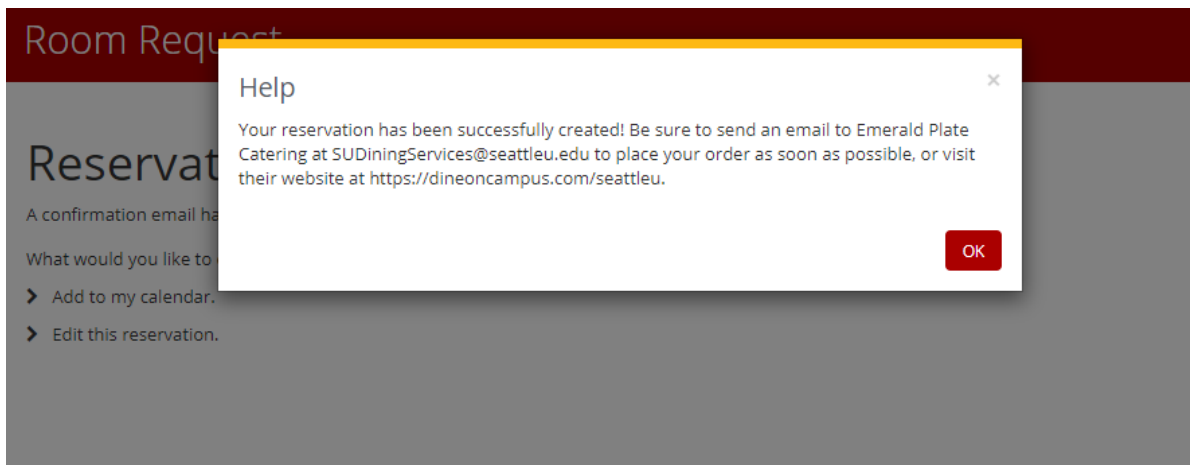 Room Request
Help
×
Your reservation has been successfully created! Be sure to send an email to Emerald Plate
Catering at SUDiningServices@seattleu.edu to place your order as soon as possible, or visit
their website at https://dineoncampus.com/seattleu.
OK
Reservat
A confirmation email ha
What would you like to
Add to my calendar.
Edit this reservation.